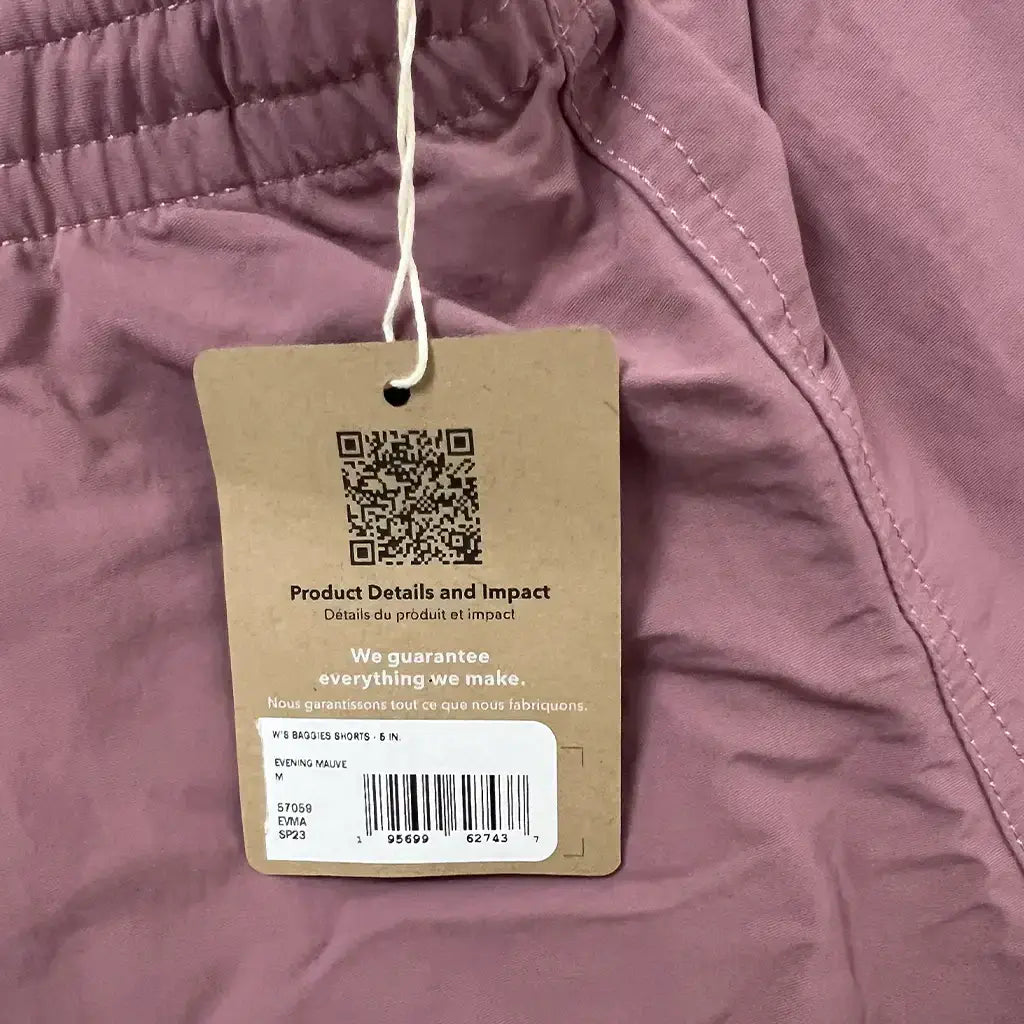 Product Details and Impact
Détails du produit et impact
We guarantee
everything we make.
Nous garantissons tout ce que nous fabriquons.
W'S BAGGIES SHORTS - 5 IN.
EVENING MAUVE
M
57059
EVMA
SP23
1 95699 62743 7